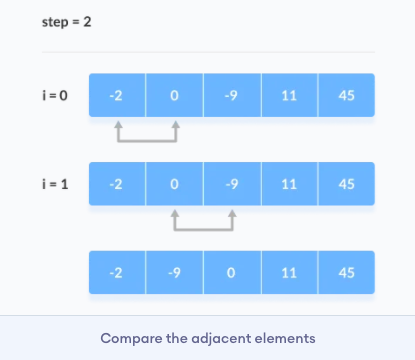 step = 2
i = 0 -2 0 -9 11 45
i = 1 -2 0 -9 11 45
-2 -9 0 11 45
Compare the adjacent elements